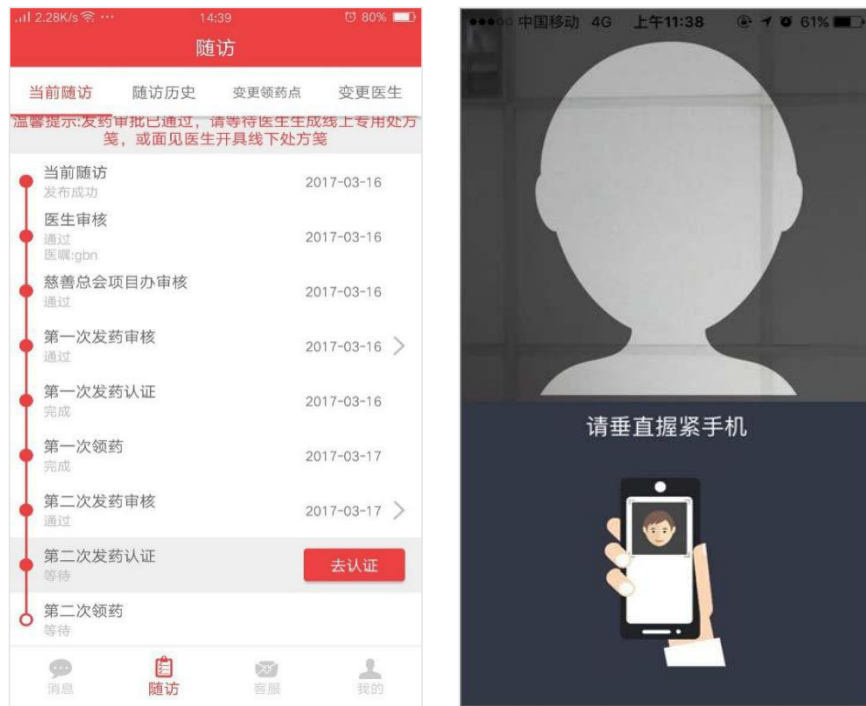 2.28K/s ··· 14:39 80%
随访
当前随访 随访历史 变更领药点 变更医生
温馨提示:发药审批已通过，请等待医生生成线上专用处方
笺，或面见医生开具线下处方笺
当前随访
发布成功
2017-03-16
医生审核
通过
医嘱:gbn
2017-03-16
慈善总会项目办审核
通过
2017-03-16
第一次发药审核
通过
2017-03-16
第一次发药认证
完成
2017-03-16
第一次领药
完成
2017-03-17
第二次发药审核
通过
2017-03-17
第二次发药认证
等待
去认证
第二次领药
等待
消息 随访 客服 我的
中国移动 4G 上午11:38 61%
请垂直握紧手机